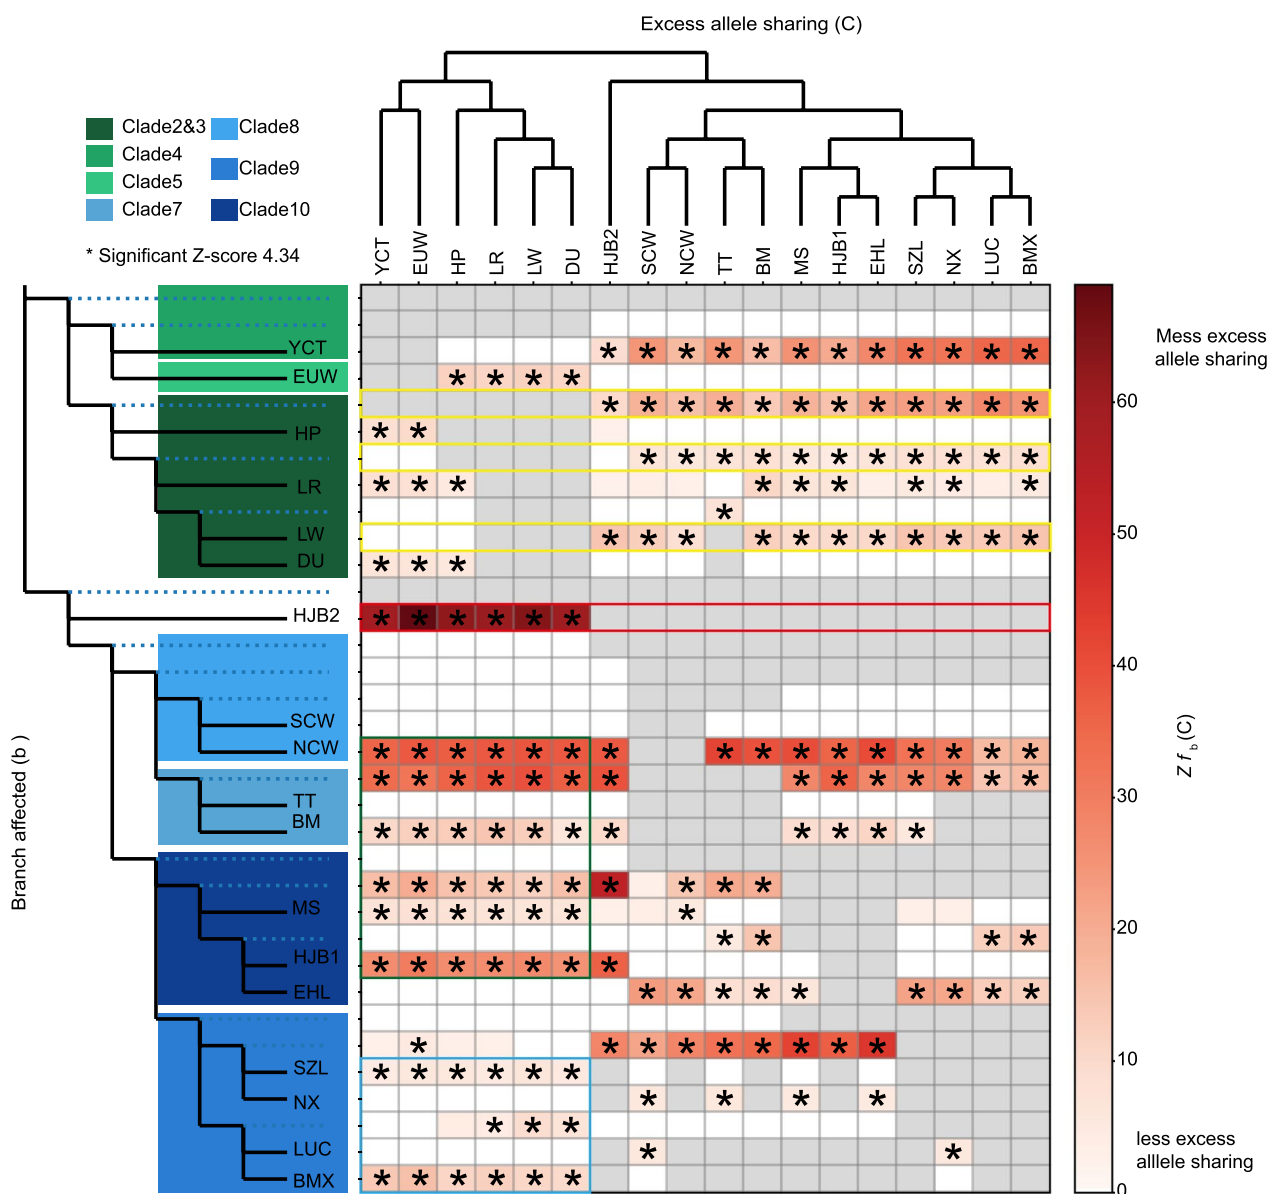 Excess allele sharing (C)
Clade2&3
Clade8
Clade4
Clade9
Clade5
Clade7
Clade10
* Significant Z-score 4.34
YCT
EUW
HP
LR
LW
DU
HJB2
SCW
NCW
TT
BM
MS
HJB1
EHL
SZL
NX
LUC
BMX
Branch affected (b )
YCT
EUW
HP
LR
LW
DU
HJB2
SCW
NCW
TT
BM
MS
HJB1
EHL
SZL
NX
LUC
BMX
Mess excess
allele sharing
60
50
40
30
20
10
0
Z f b (C)
less excess
alllele sharing